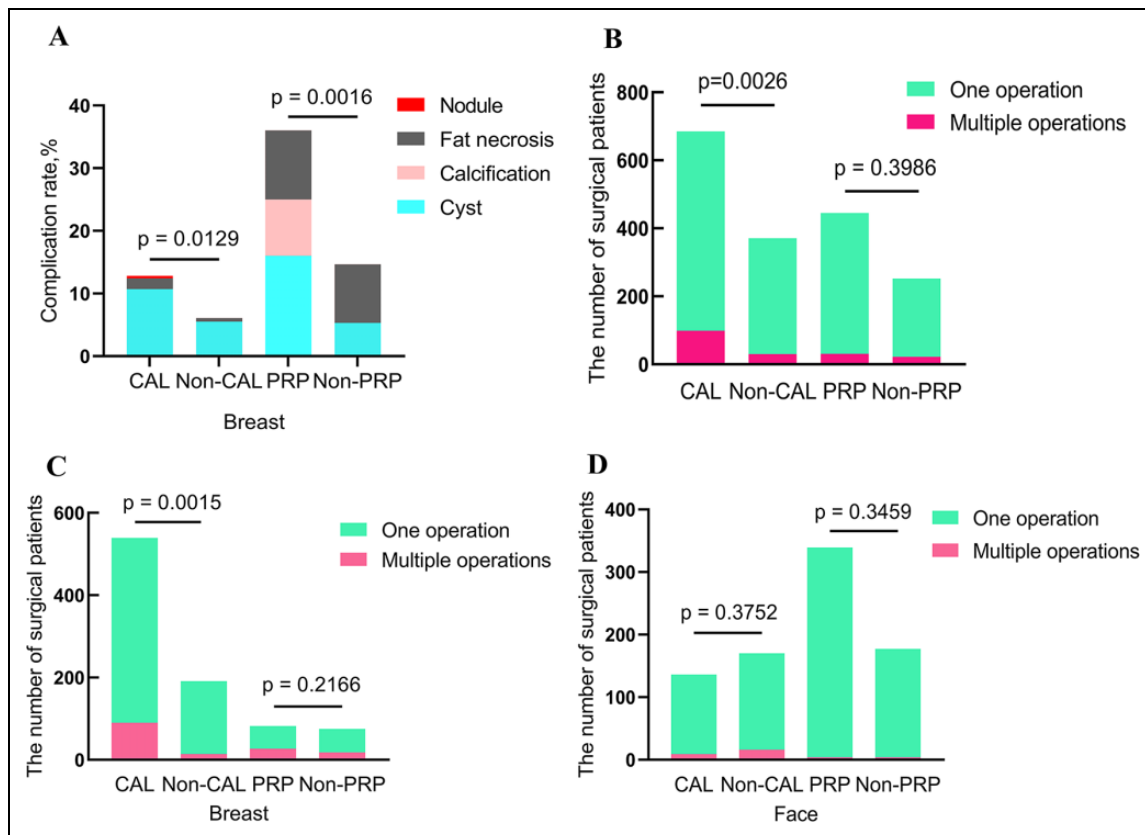 A
Complication rate,%
40
30
20
10
0
p = 0.0129
p = 0.0016
Nodule
Fat necrosis
Calcification
Cyst
CAL Non-CAL PRP Non-PRP
Breast
B
The number of surgical patients
800
600
400
200
0
p=0.0026
p = 0.3986
One operation
Multiple operations
CAL Non-CAL PRP Non-PRP
C
The number of surgical patients
600
400
200
0
p = 0.0015
p = 0.2166
One operation
Multiple operations
CAL Non-CAL PRP Non-PRP
Breast
D
The number of surgical patients
400
300
200
100
0
p = 0.3752
p = 0.3459
One operation
Multiple operations
CAL Non-CAL PRP Non-PRP
Face